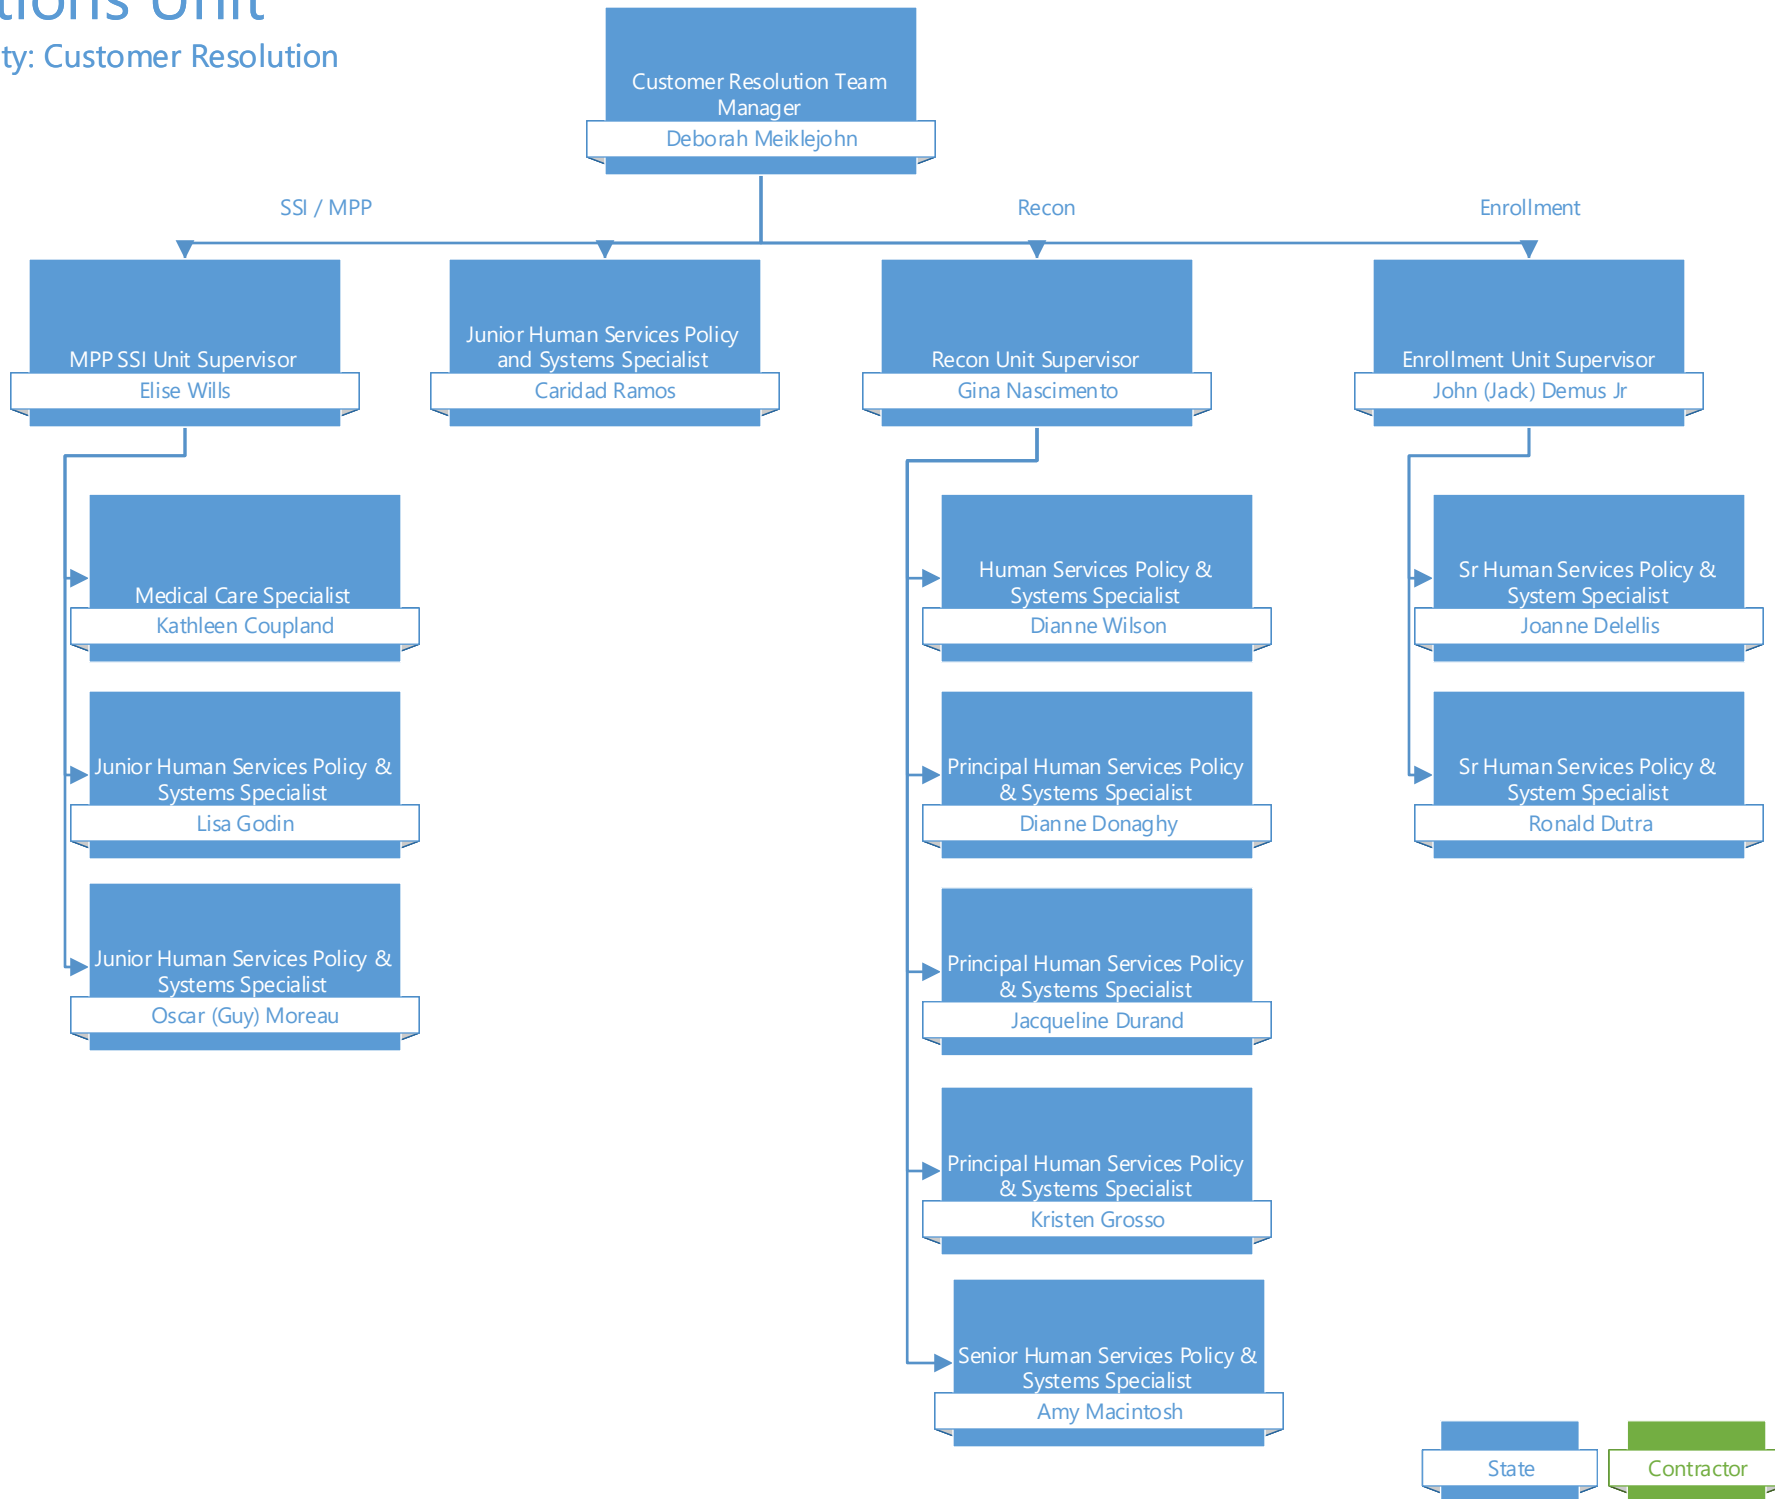 tions Unit
ty: Customer Resolution
Customer Resolution Team
Manager
Deborah Meiklejohn
SSI / MPP
Recon
Enrollment
MPP SSI Unit Supervisor
Elise Wills
Junior Human Services Policy
and Systems Specialist
Caridad Ramos
Recon Unit Supervisor
Gina Nascimento
Enrollment Unit Supervisor
John (Jack) Demus Jr
Medical Care Specialist
Kathleen Coupland
Junior Human Services Policy &
Systems Specialist
Lisa Godin
Junior Human Services Policy &
Systems Specialist
Oscar (Guy) Moreau
Human Services Policy &
Systems Specialist
Dianne Wilson
Principal Human Services Policy
& Systems Specialist
Dianne Donaghy
Principal Human Services Policy
& Systems Specialist
Jacqueline Durand
Principal Human Services Policy
& Systems Specialist
Kristen Grosso
Senior Human Services Policy &
Systems Specialist
Amy Macintosh
Sr Human Services Policy &
System Specialist
Joanne Delellis
Sr Human Services Policy &
System Specialist
Ronald Dutra
State
Contractor